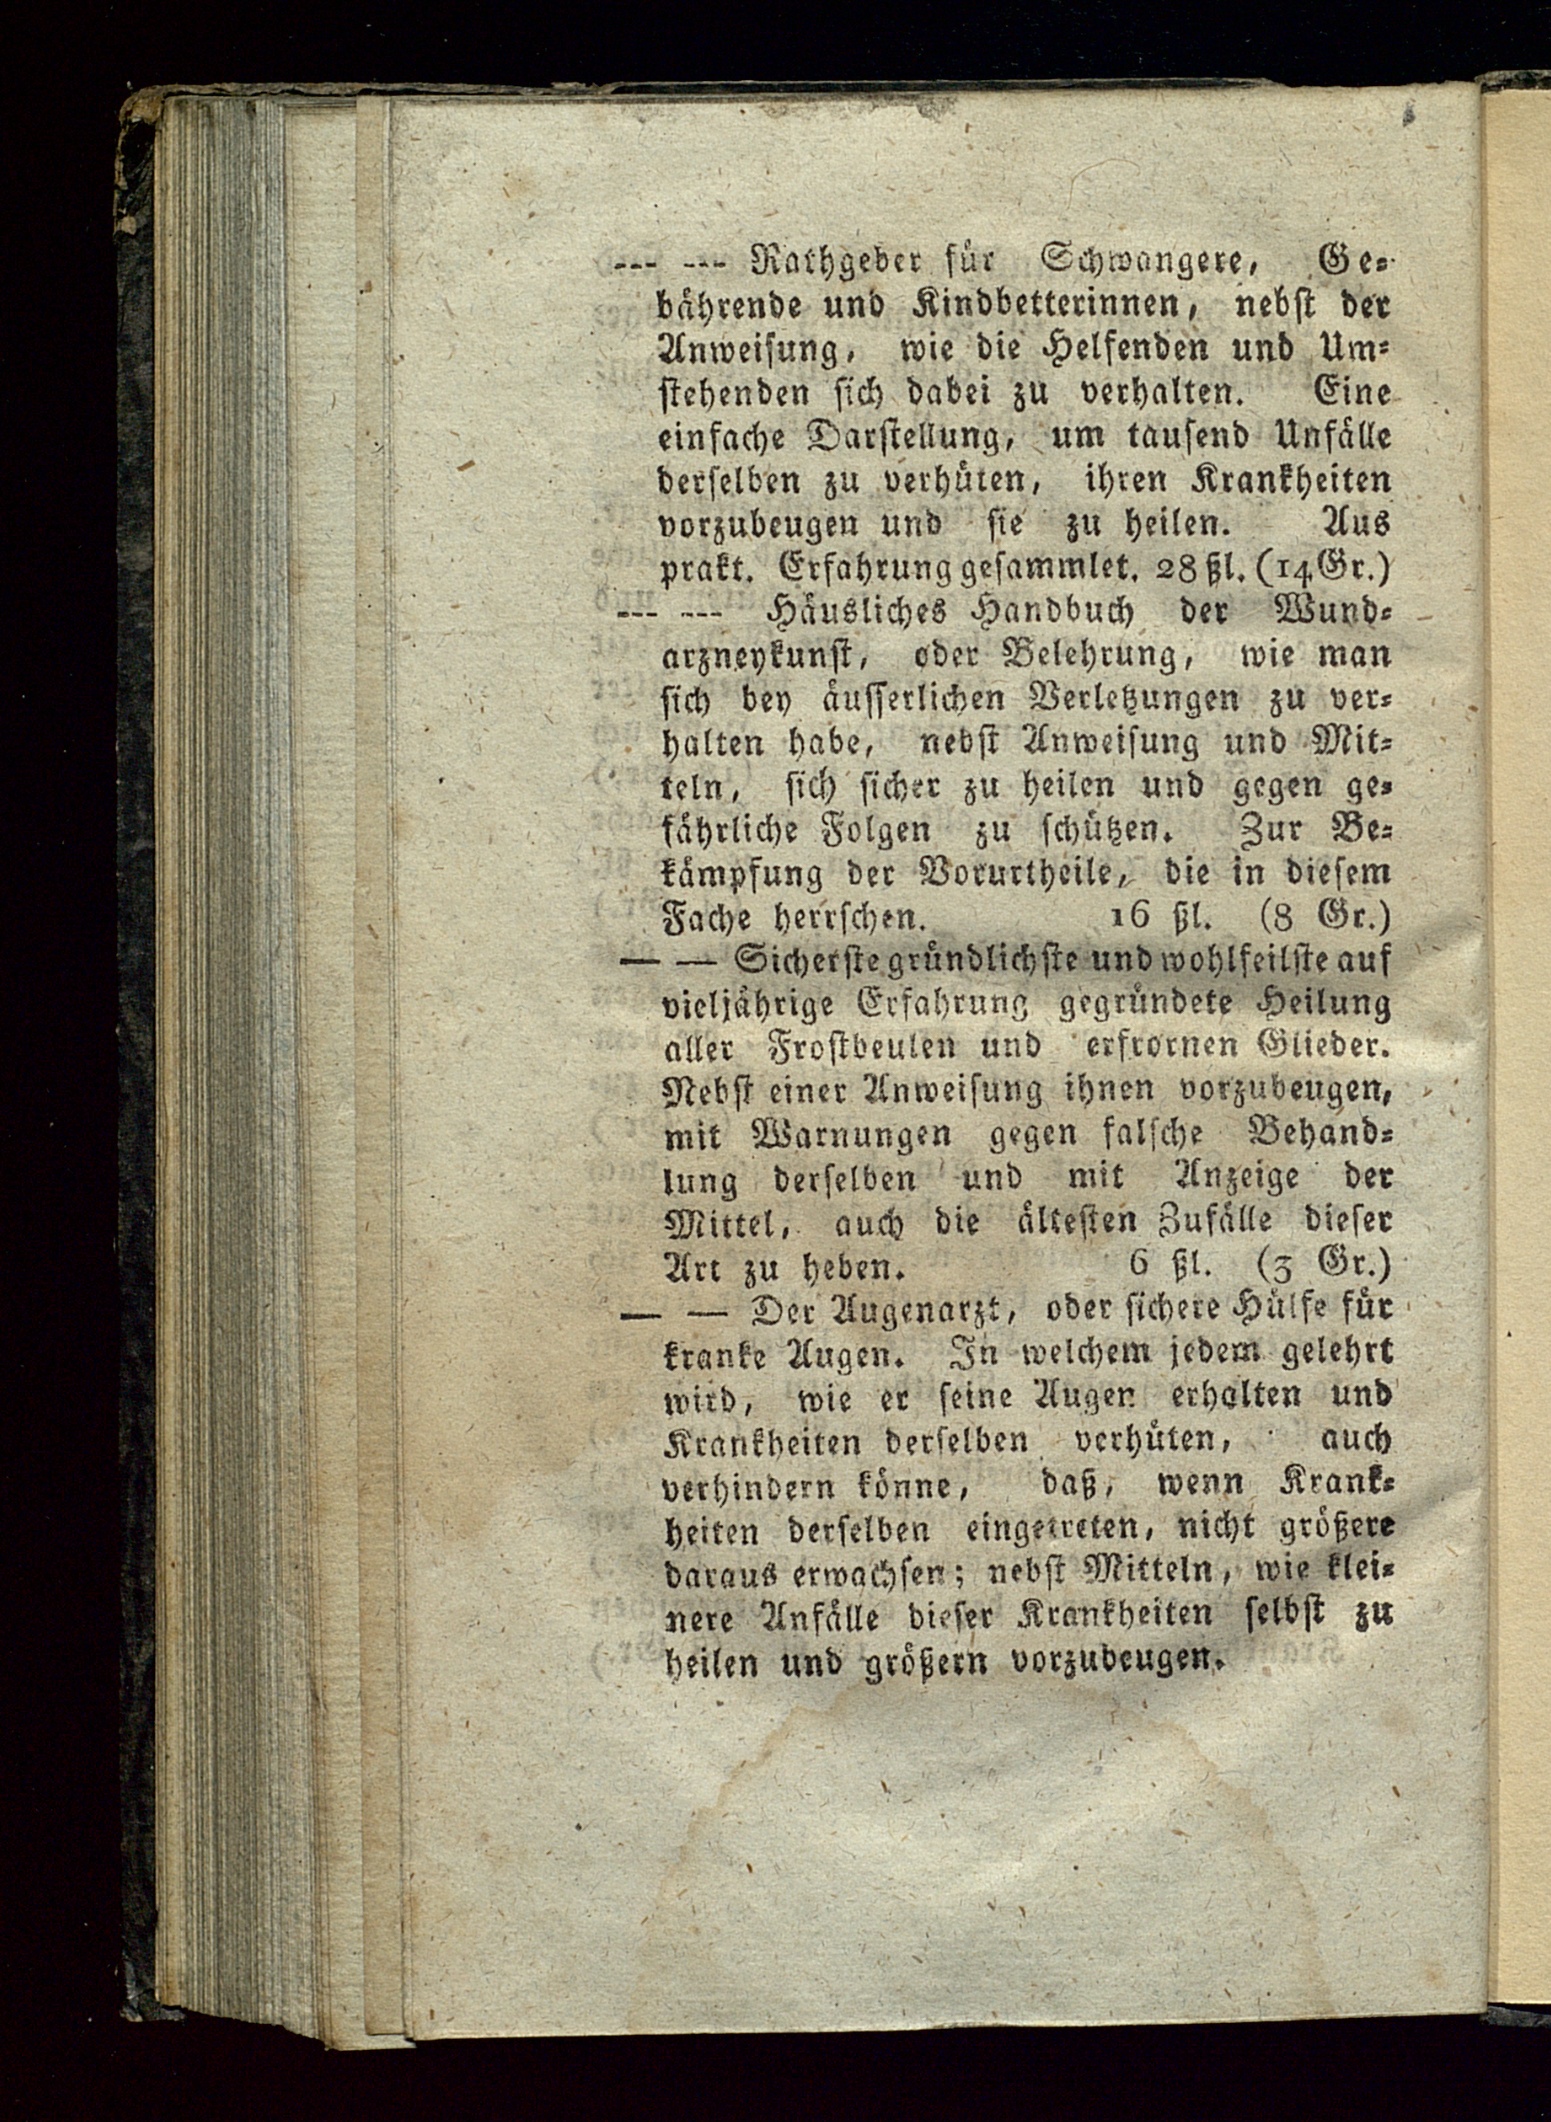 --- --- Rathgeber für Schwangere, Ge-
bährende und Kindbetterinnen, nebst der
Anweisung, wie die Helfenden und Um-
stehenden sich dabei zu verhalten. Eine
einfache Darstellung, um tausend Unfälle
derselben zu verhüten, ihren Krankheiten
vorzubeugen und sie zu heilen. Aus
prakt. Erfahrung gesammlet. 28 ßl. (14 Gr.)
--- --- Häusliches Handbuch der Wund-
arzneykunst, oder Belehrung, wie man
sich bey äusserlichen Verletzungen zu ver-
halten habe, nebst Anweisung und Mit-
teln, sich sicher zu heilen und gegen ge-
fährliche Folgen zu schützen. Zur Be-
kämpfung der Vorurtheile, die in diesem
Fache herrschen. 16 ßl. (8 Gr.)
— — Sicherste gründlichste und wohlfeilste auf
vieljährige Erfahrung gegründete Heilung
aller Frostbeulen und erfrornen Glieder.
Nebst einer Anweisung ihnen vorzubeugen,
mit Warnungen gegen falsche Behand-
lung derselben und mit Anzeige der
Mittel, auch die ältesten Zufälle dieser
Art zu heben. 6 ßl. (3 Gr.)
— — Der Augenarzt, oder sichere Hülfe für
kranke Augen. In welchem jedem gelehrt
wird, wie er seine Augen erhalten und
Krankheiten derselben verhüten, auch
verhindern könne, daß, wenn Krank-
heiten derselben eingetreten, nicht größere
daraus erwachsen; nebst Mitteln, wie klei-
nere Anfälle dieser Krankheiten selbst zu
heilen und größern vorzubeugen.